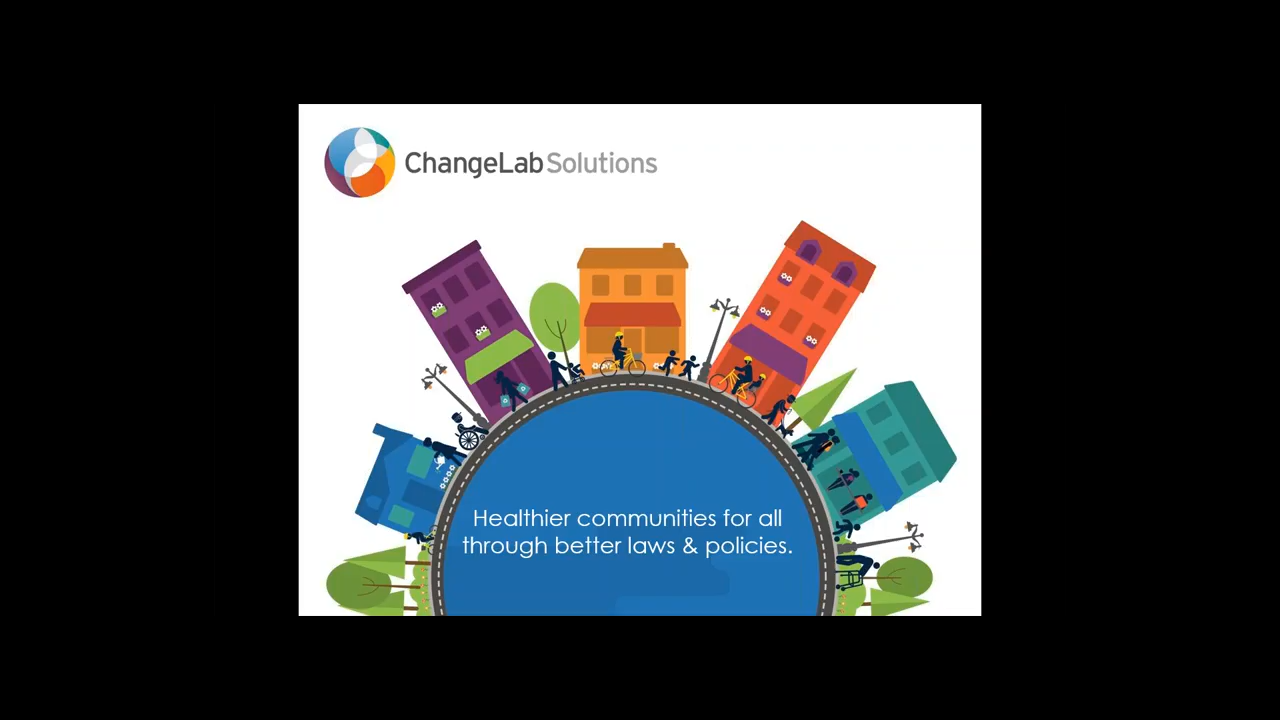 ChangeLab Solutions
Healthier communities for all
through better laws & policies.